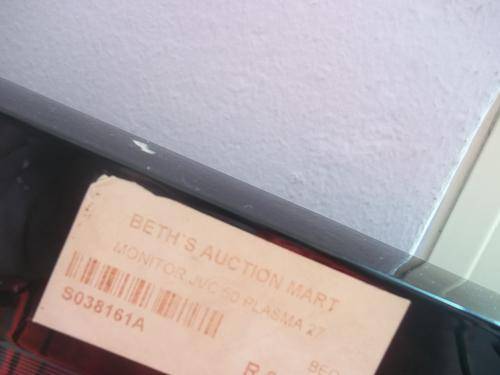 BETH'S AUCTION MART
MONITOR JVC 50 PLASMA 27
S038161A